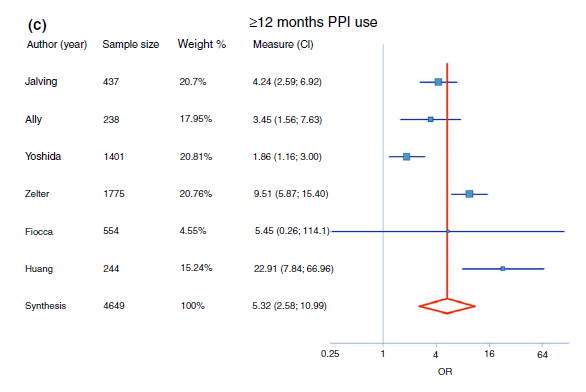 (c)
≥12 months PPI use
Author (year) Sample size Weight % Measure (CI)
Jalving 437 20.7% 4.24 (2.59; 6.92)
Ally 238 17.95% 3.45 (1.56; 7.63)
Yoshida 1401 20.81% 1.86 (1.16; 3.00)
Zelter 1775 20.76% 9.51 (5.87; 15.40)
Fiocca 554 4.55% 5.45 (0.26; 114.1)
Huang 244 15.24% 22.91 (7.84; 66.96)
Synthesis 4649 100% 5.32 (2.58; 10.99)
0.25 1 4 16 64
OR